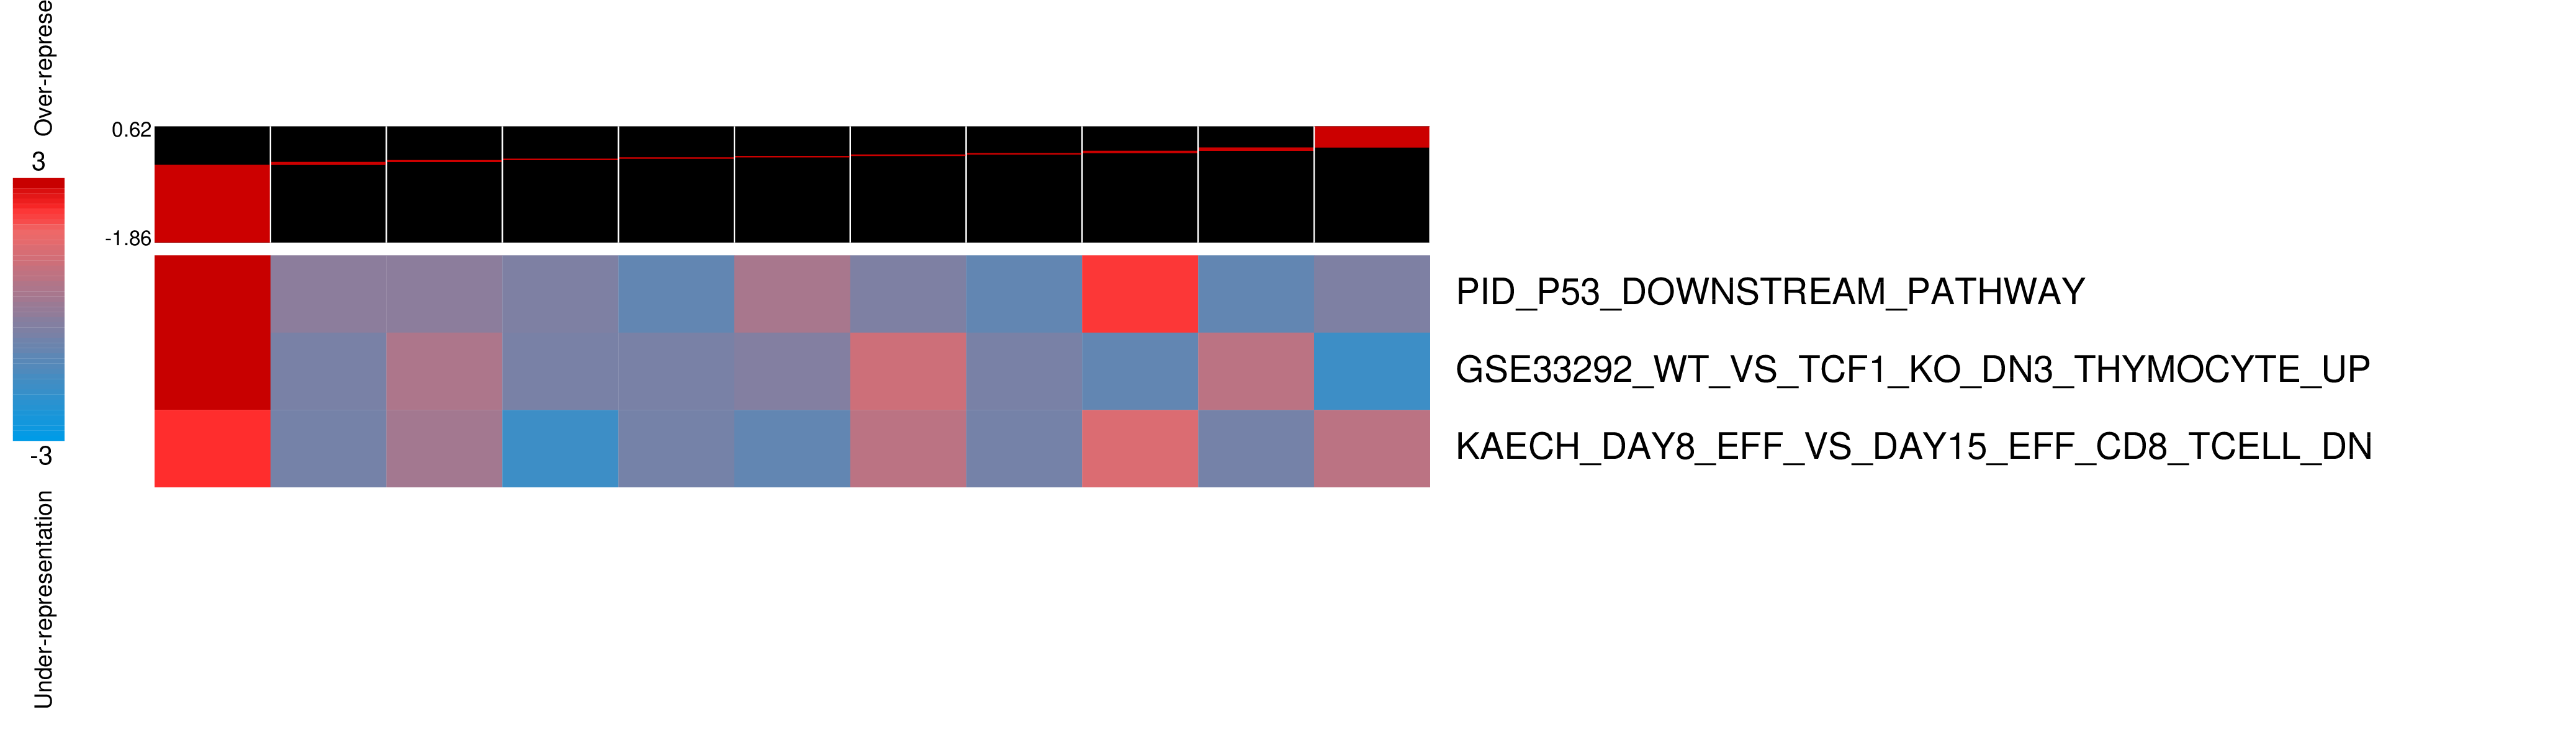 Over-represe
3
-3
Under-representation
0.62
-1.86
PID_P53_DOWNSTREAM_PATHWAY
GSE33292_WT_VS_TCF1_KO_DN3_THYMOCYTE_UP
KAECH_DAY8_EFF_VS_DAY15_EFF_CD8_TCELL_DN